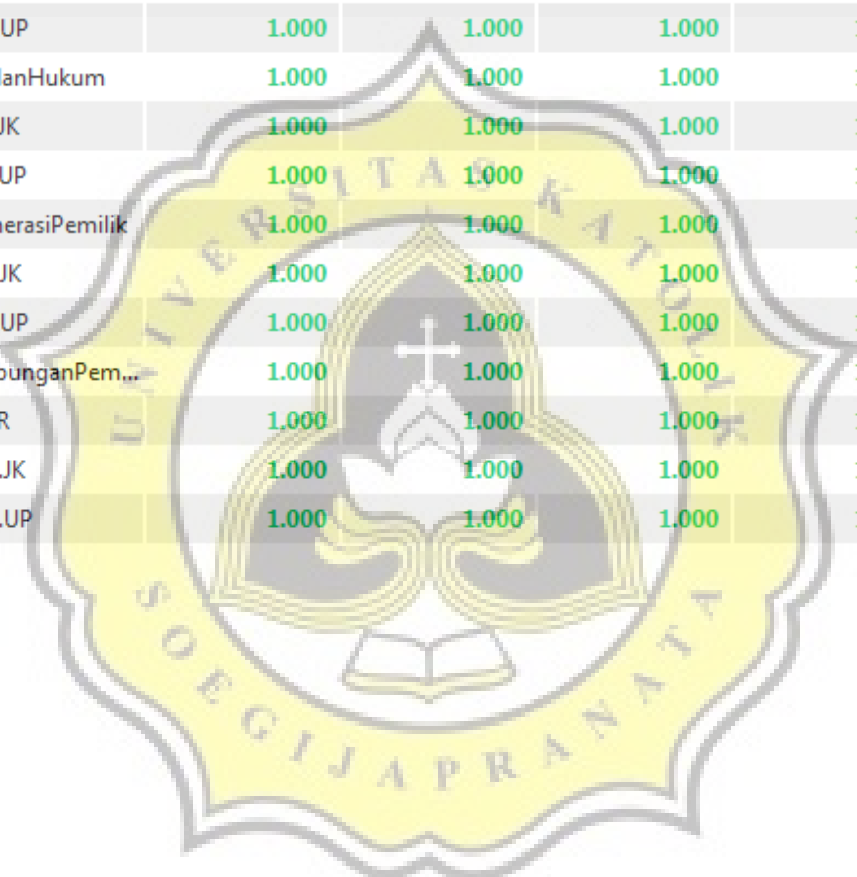 UP 1.000 1.000 1.000
danHukum 1.000 1.000 1.000
JK 1.000 1.000 1.000
UP 1.000 1.000 1.000
nerasiPemilik 1.000 1.000 1.000
JK 1.000 1.000 1.000
UP 1.000 1.000 1.000
bunganPem... 1.000 1.000 1.000
R 1.000 1.000 1.000
.JK 1.000 1.000 1.000
.UP 1.000 1.000 1.000
UNIVERSITAS KATOLIK
SOEGIJAPRANATA